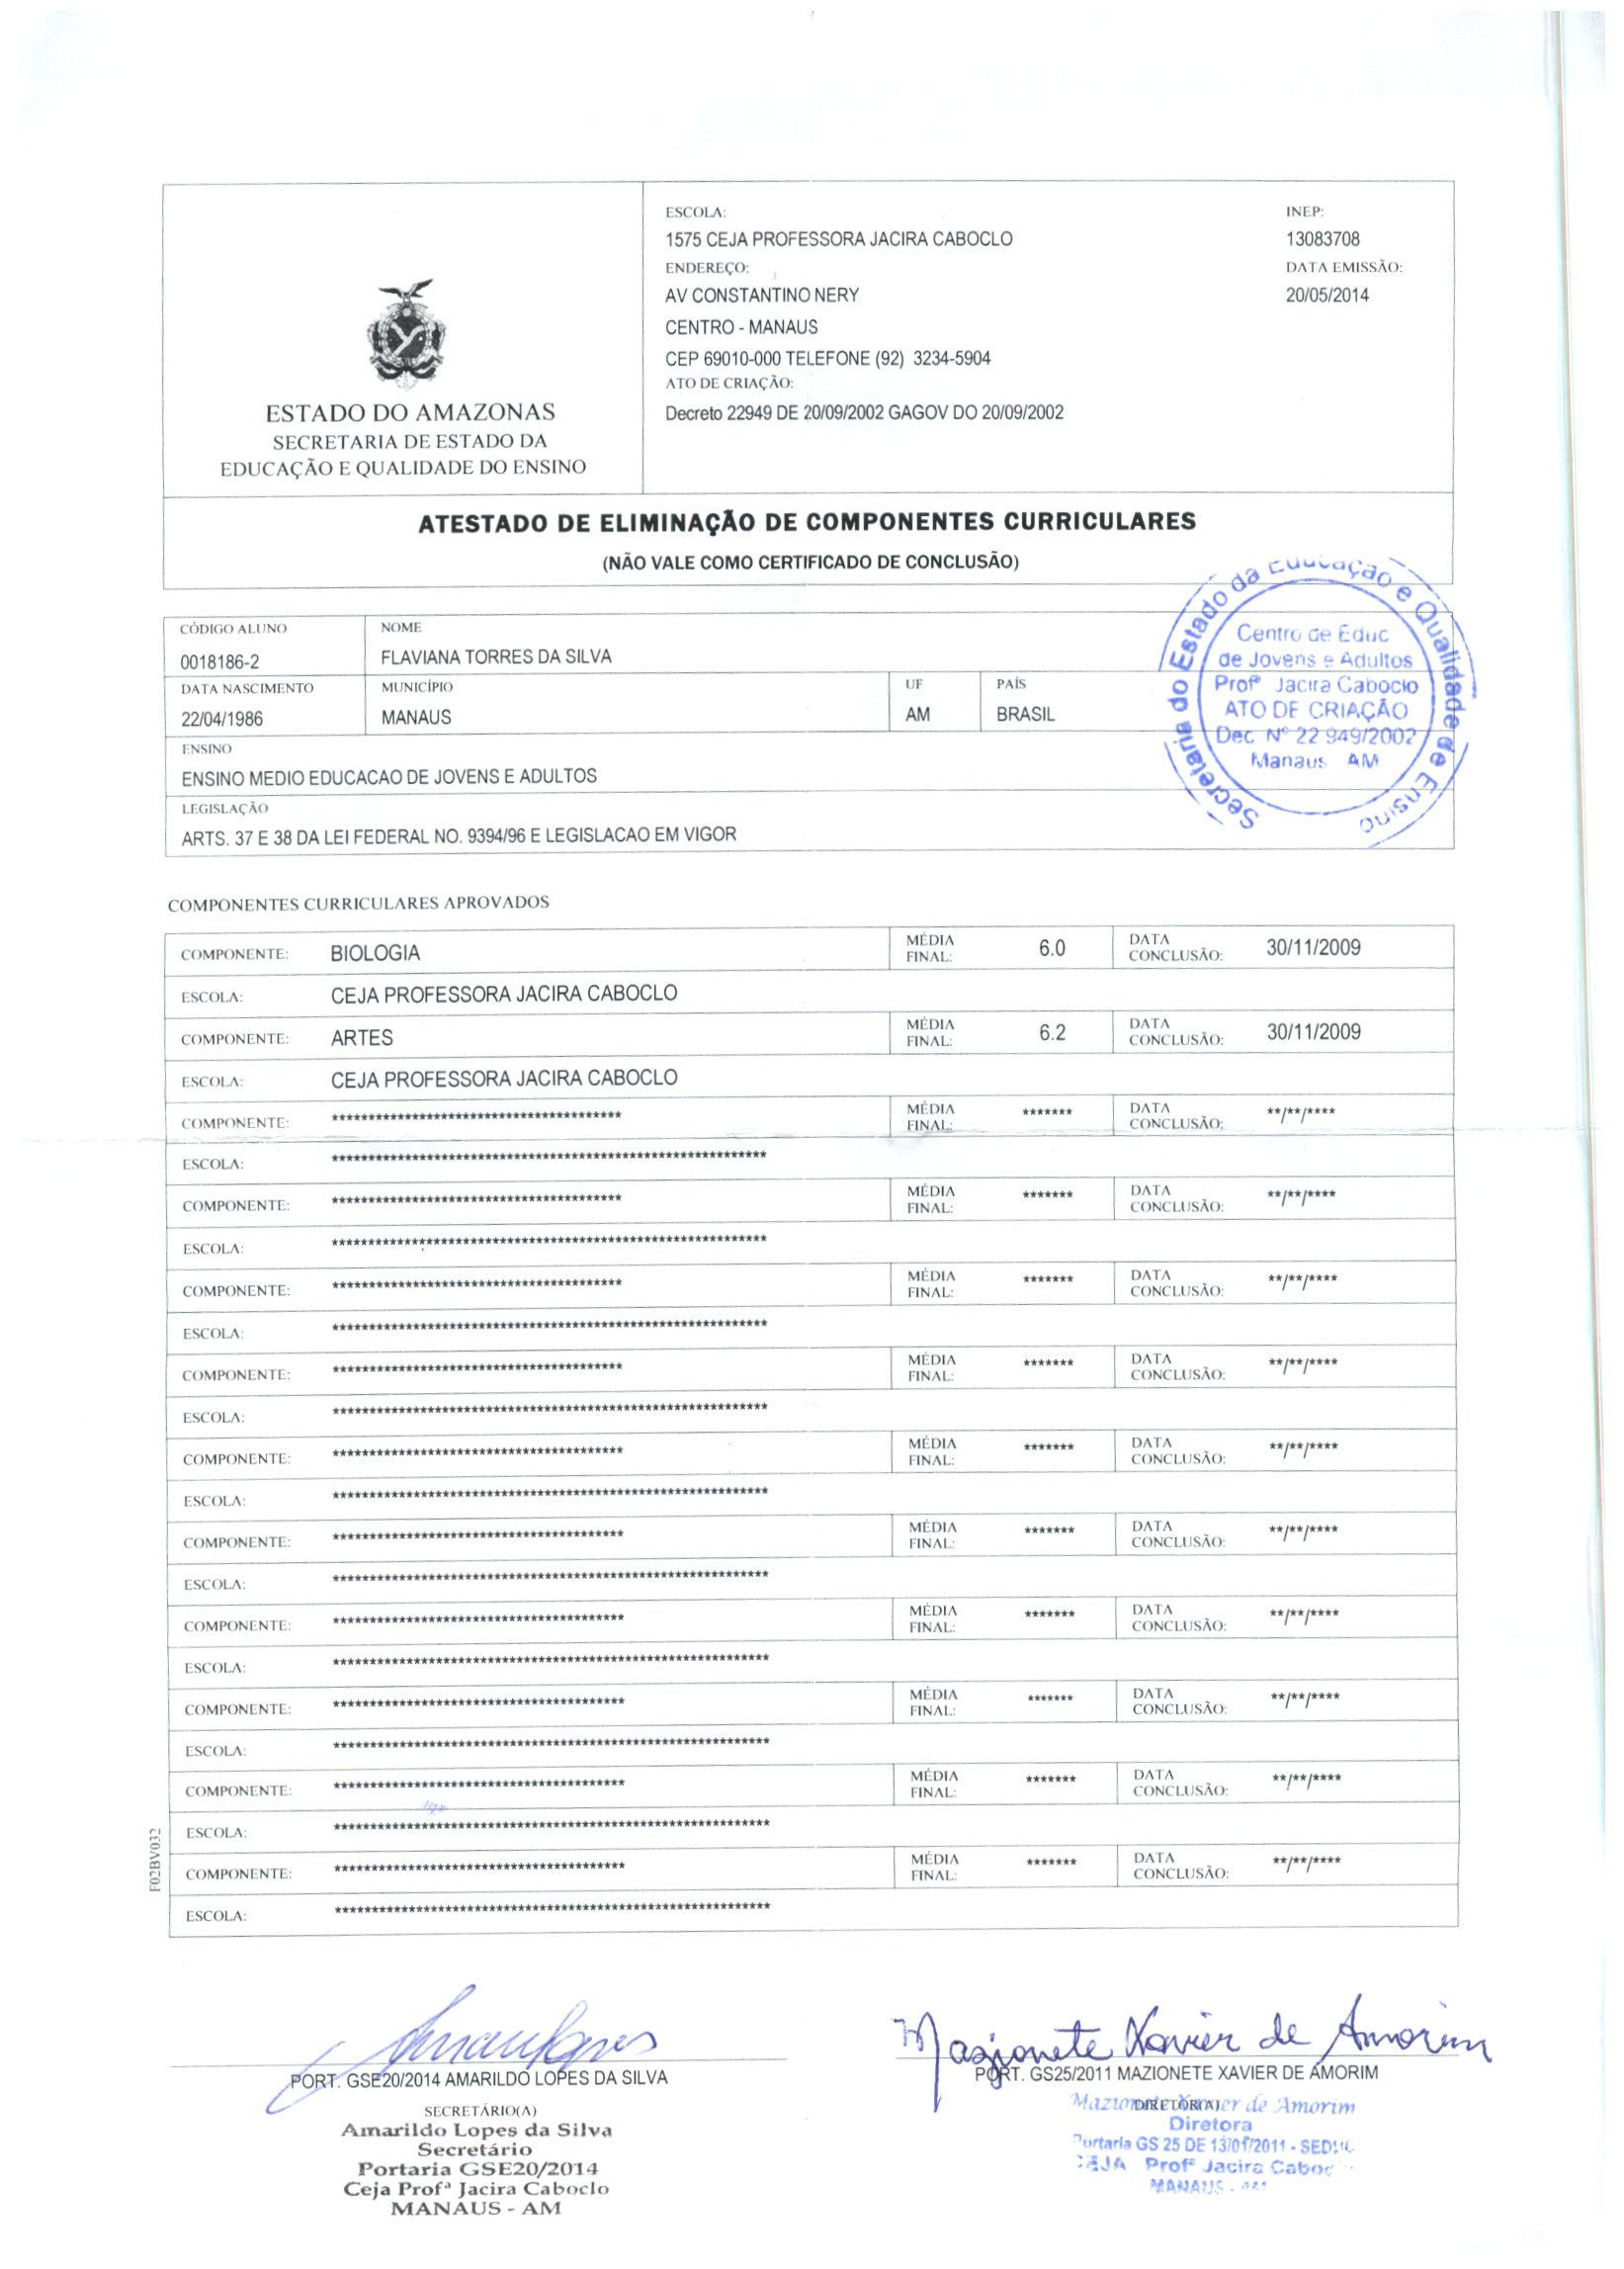 ESTADO DO AMAZONAS
SECRETARIA DE ESTADO DA
EDUCAÇÃO E QUALIDADE DO ENSINO
ESCOLA:
1575 CEJA PROFESSORA JACIRA CABOCLO
ENDEREÇO:
AV CONSTANTINO NERY
CENTRO - MANAUS
CEP 69010-000 TELEFONE (92) 3234-5904
ATO DE CRIAÇÃO:
Decreto 22949 DE 20/09/2002 GAGOV DO 20/09/2002
INEP:
13083708
DATA EMISSÃO:
20/05/2014
ATESTADO DE ELIMINAÇÃO DE COMPONENTES CURRICULARES
(NÃO VALE COMO CERTIFICADO DE CONCLUSÃO)
CÓDIGO ALUNO NOME
0018186-2 FLAVIANA TORRES DA SILVA
DATA NASCIMENTO MUNICÍPIO UF PAÍS
22/04/1986 MANAUS AM BRASIL
ENSINO
ENSINO MEDIO EDUCACAO DE JOVENS E ADULTOS
LEGISLAÇÃO
ARTS. 37 E 38 DA LEI FEDERAL NO. 9394/96 E LEGISLACAO EM VIGOR
Secretaria do Estado da Educação e Qualidade de Ensino
Centro de Educ
de Jovens e Adultos
Profª Jacira Caboclo
ATO DE CRIAÇÃO
Dec. Nº 22 949/2002
Manaus AM
COMPONENTES CURRICULARES APROVADOS
COMPONENTE: BIOLOGIA MÉDIA FINAL: 6.0 DATA CONCLUSÃO: 30/11/2009
ESCOLA: CEJA PROFESSORA JACIRA CABOCLO
COMPONENTE: ARTES MÉDIA FINAL: 6.2 DATA CONCLUSÃO: 30/11/2009
ESCOLA: CEJA PROFESSORA JACIRA CABOCLO
COMPONENTE: **************************************** MÉDIA FINAL: ******* DATA CONCLUSÃO: **/**/****
ESCOLA: ************************************************************
COMPONENTE: **************************************** MÉDIA FINAL: ******* DATA CONCLUSÃO: **/**/****
ESCOLA: ************************************************************
COMPONENTE: **************************************** MÉDIA FINAL: ******* DATA CONCLUSÃO: **/**/****
ESCOLA: ************************************************************
COMPONENTE: **************************************** MÉDIA FINAL: ******* DATA CONCLUSÃO: **/**/****
ESCOLA: ************************************************************
COMPONENTE: **************************************** MÉDIA FINAL: ******* DATA CONCLUSÃO: **/**/****
ESCOLA: ************************************************************
COMPONENTE: **************************************** MÉDIA FINAL: ******* DATA CONCLUSÃO: **/**/****
ESCOLA: ************************************************************
COMPONENTE: **************************************** MÉDIA FINAL: ******* DATA CONCLUSÃO: **/**/****
ESCOLA: ************************************************************
COMPONENTE: **************************************** MÉDIA FINAL: ******* DATA CONCLUSÃO: **/**/****
ESCOLA: ************************************************************
COMPONENTE: **************************************** MÉDIA FINAL: ******* DATA CONCLUSÃO: **/**/****
ESCOLA: ************************************************************
COMPONENTE: **************************************** MÉDIA FINAL: ******* DATA CONCLUSÃO: **/**/****
ESCOLA: ************************************************************
F02BV032
PORT. GSE20/2014 AMARILDO LOPES DA SILVA
SECRETÁRIO(A)
Amarildo Lopes da Silva
Secretário
Portaria GSE20/2014
Ceja Profª Jacira Caboclo
MANAUS - AM
Mazionete Xavier de Amorim
PORT. GS25/2011 MAZIONETE XAVIER DE AMORIM
DIRETOR(A)
Mazionete Xavier de Amorim
Diretora
Portaria GS 25 DE 13/01/2011 - SEDUC
CEJA Profª Jacira Caboc
MANAUS - AM